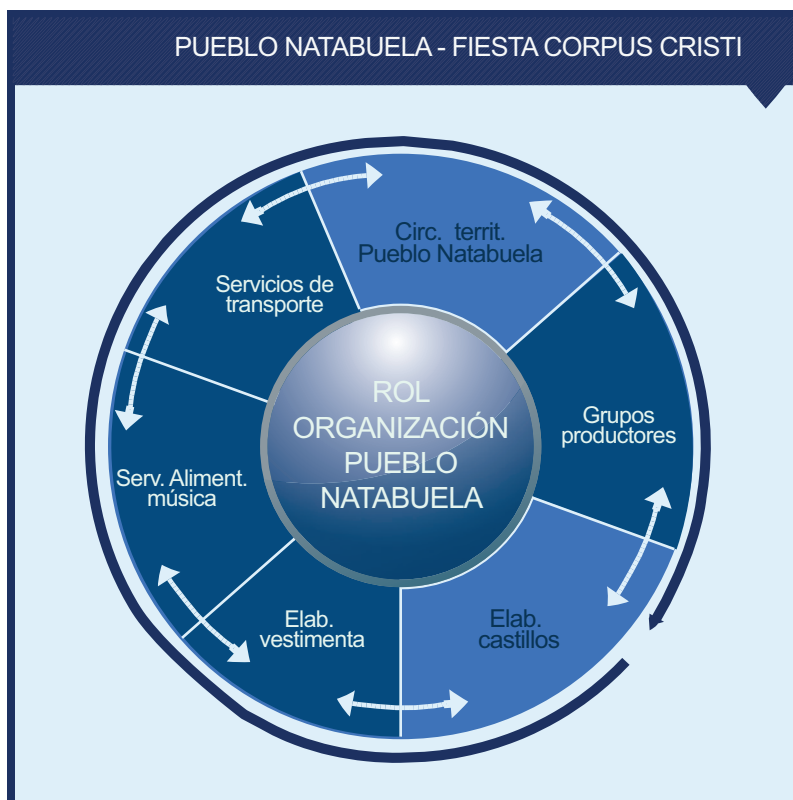 PUEBLO NATABUELA - FIESTA CORPUS CRISTI
Circ. territ.
Pueblo Natabuela
Servicios de
transporte
Grupos
productores
ROL
ORGANIZACIÓN
PUEBLO
NATABUELA
Serv. Aliment.
música
Elab.
vestimenta
Elab.
castillos